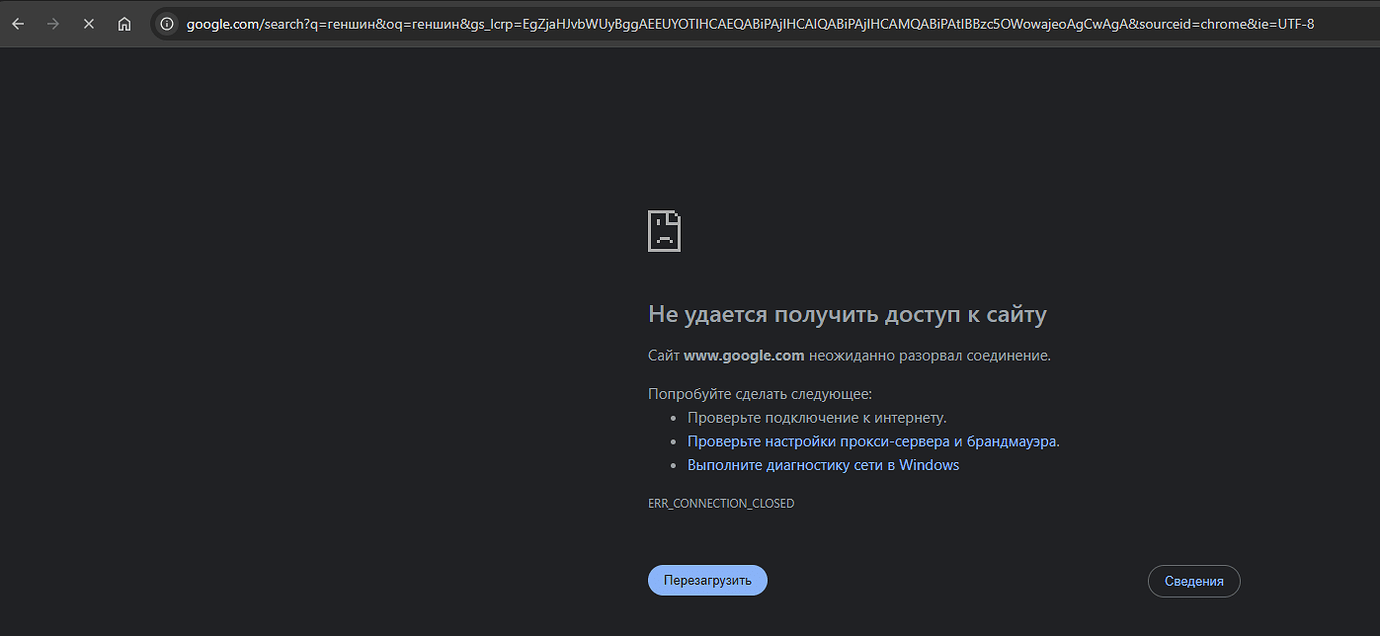 google.com/search?q=геншин&oq=геншин&gs_lcrp=EgZjaHJvbWUyBggAEEUYOTIHCAEQABiPAjIHCAIQABiPAjIHCAMQABiPAtIBBzc5OWowajeoAgCwAgA&sourceid=chrome&ie=UTF-8
Не удается получить доступ к сайту
Сайт www.google.com неожиданно разорвал соединение.
Попробуйте сделать следующее:
• Проверьте подключение к интернету.
• Проверьте настройки прокси-сервера и брандмауэра.
• Выполните диагностику сети в Windows
ERR_CONNECTION_CLOSED
Перезагрузить
Сведения